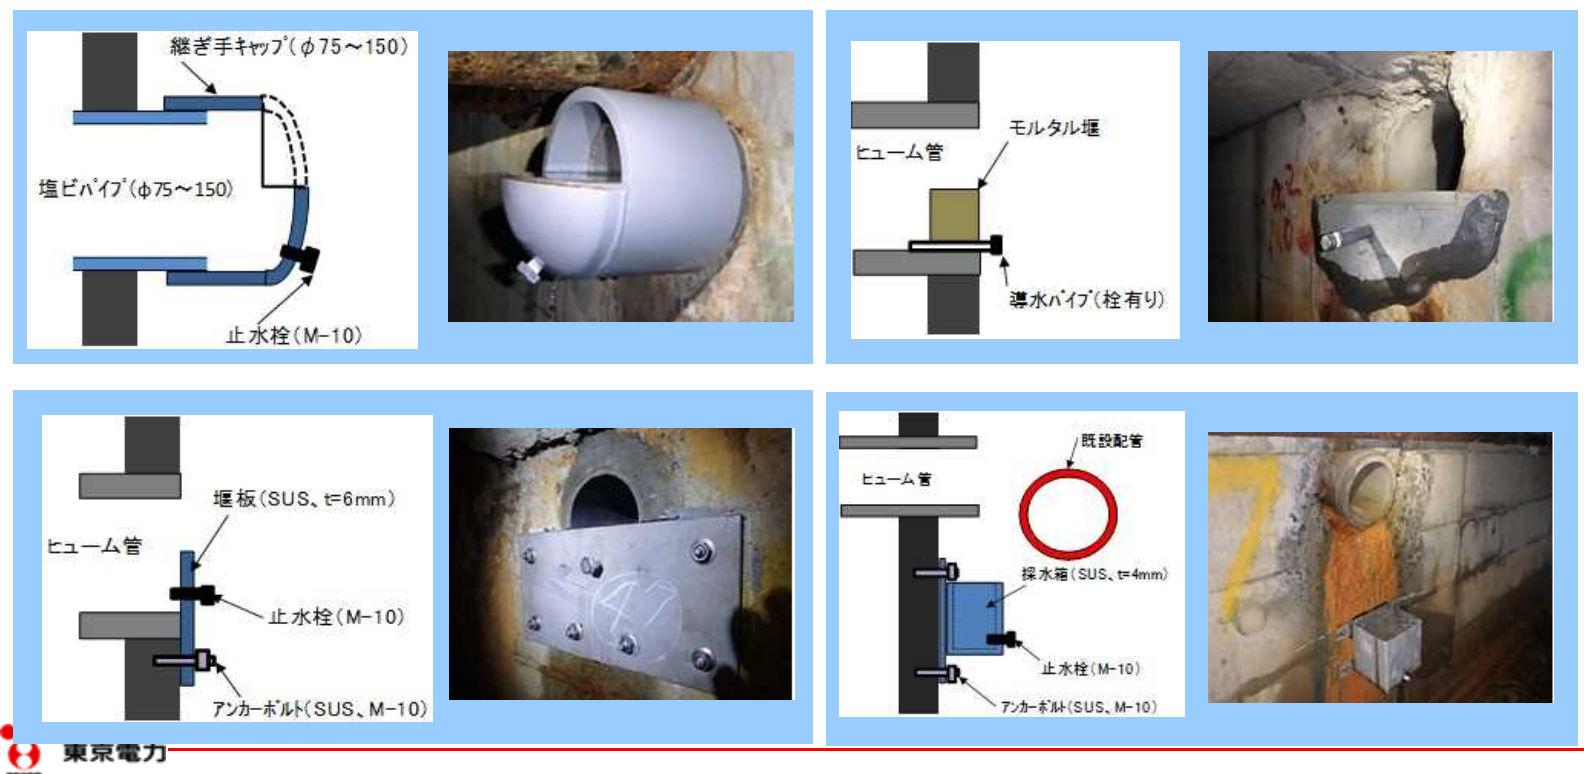 継ぎ手キャップ(φ75～150)
塩ビパイプ(φ75～150)
止水栓(M-10)
モルタル堰
ヒューム管
導水パイプ(栓有り)
堰板(SUS、t=6mm)
ヒューム管
止水栓(M-10)
アンカーボルト(SUS、M-10)
47
既設配管
ヒューム管
採水箱(SUS、t=4mm)
止水栓(M-10)
アンカーボルト(SUS、M-10)
7
東京電力